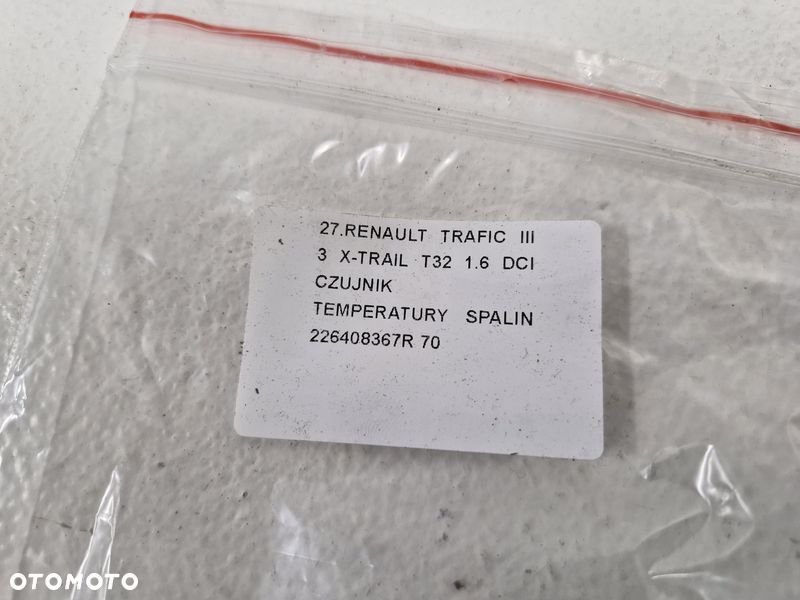 27.RENAULT TRAFIC III
3 X-TRAIL T32 1.6 DCI
CZUJNIK
TEMPERATURY SPALIN
226408367R 70
OTOMOTO